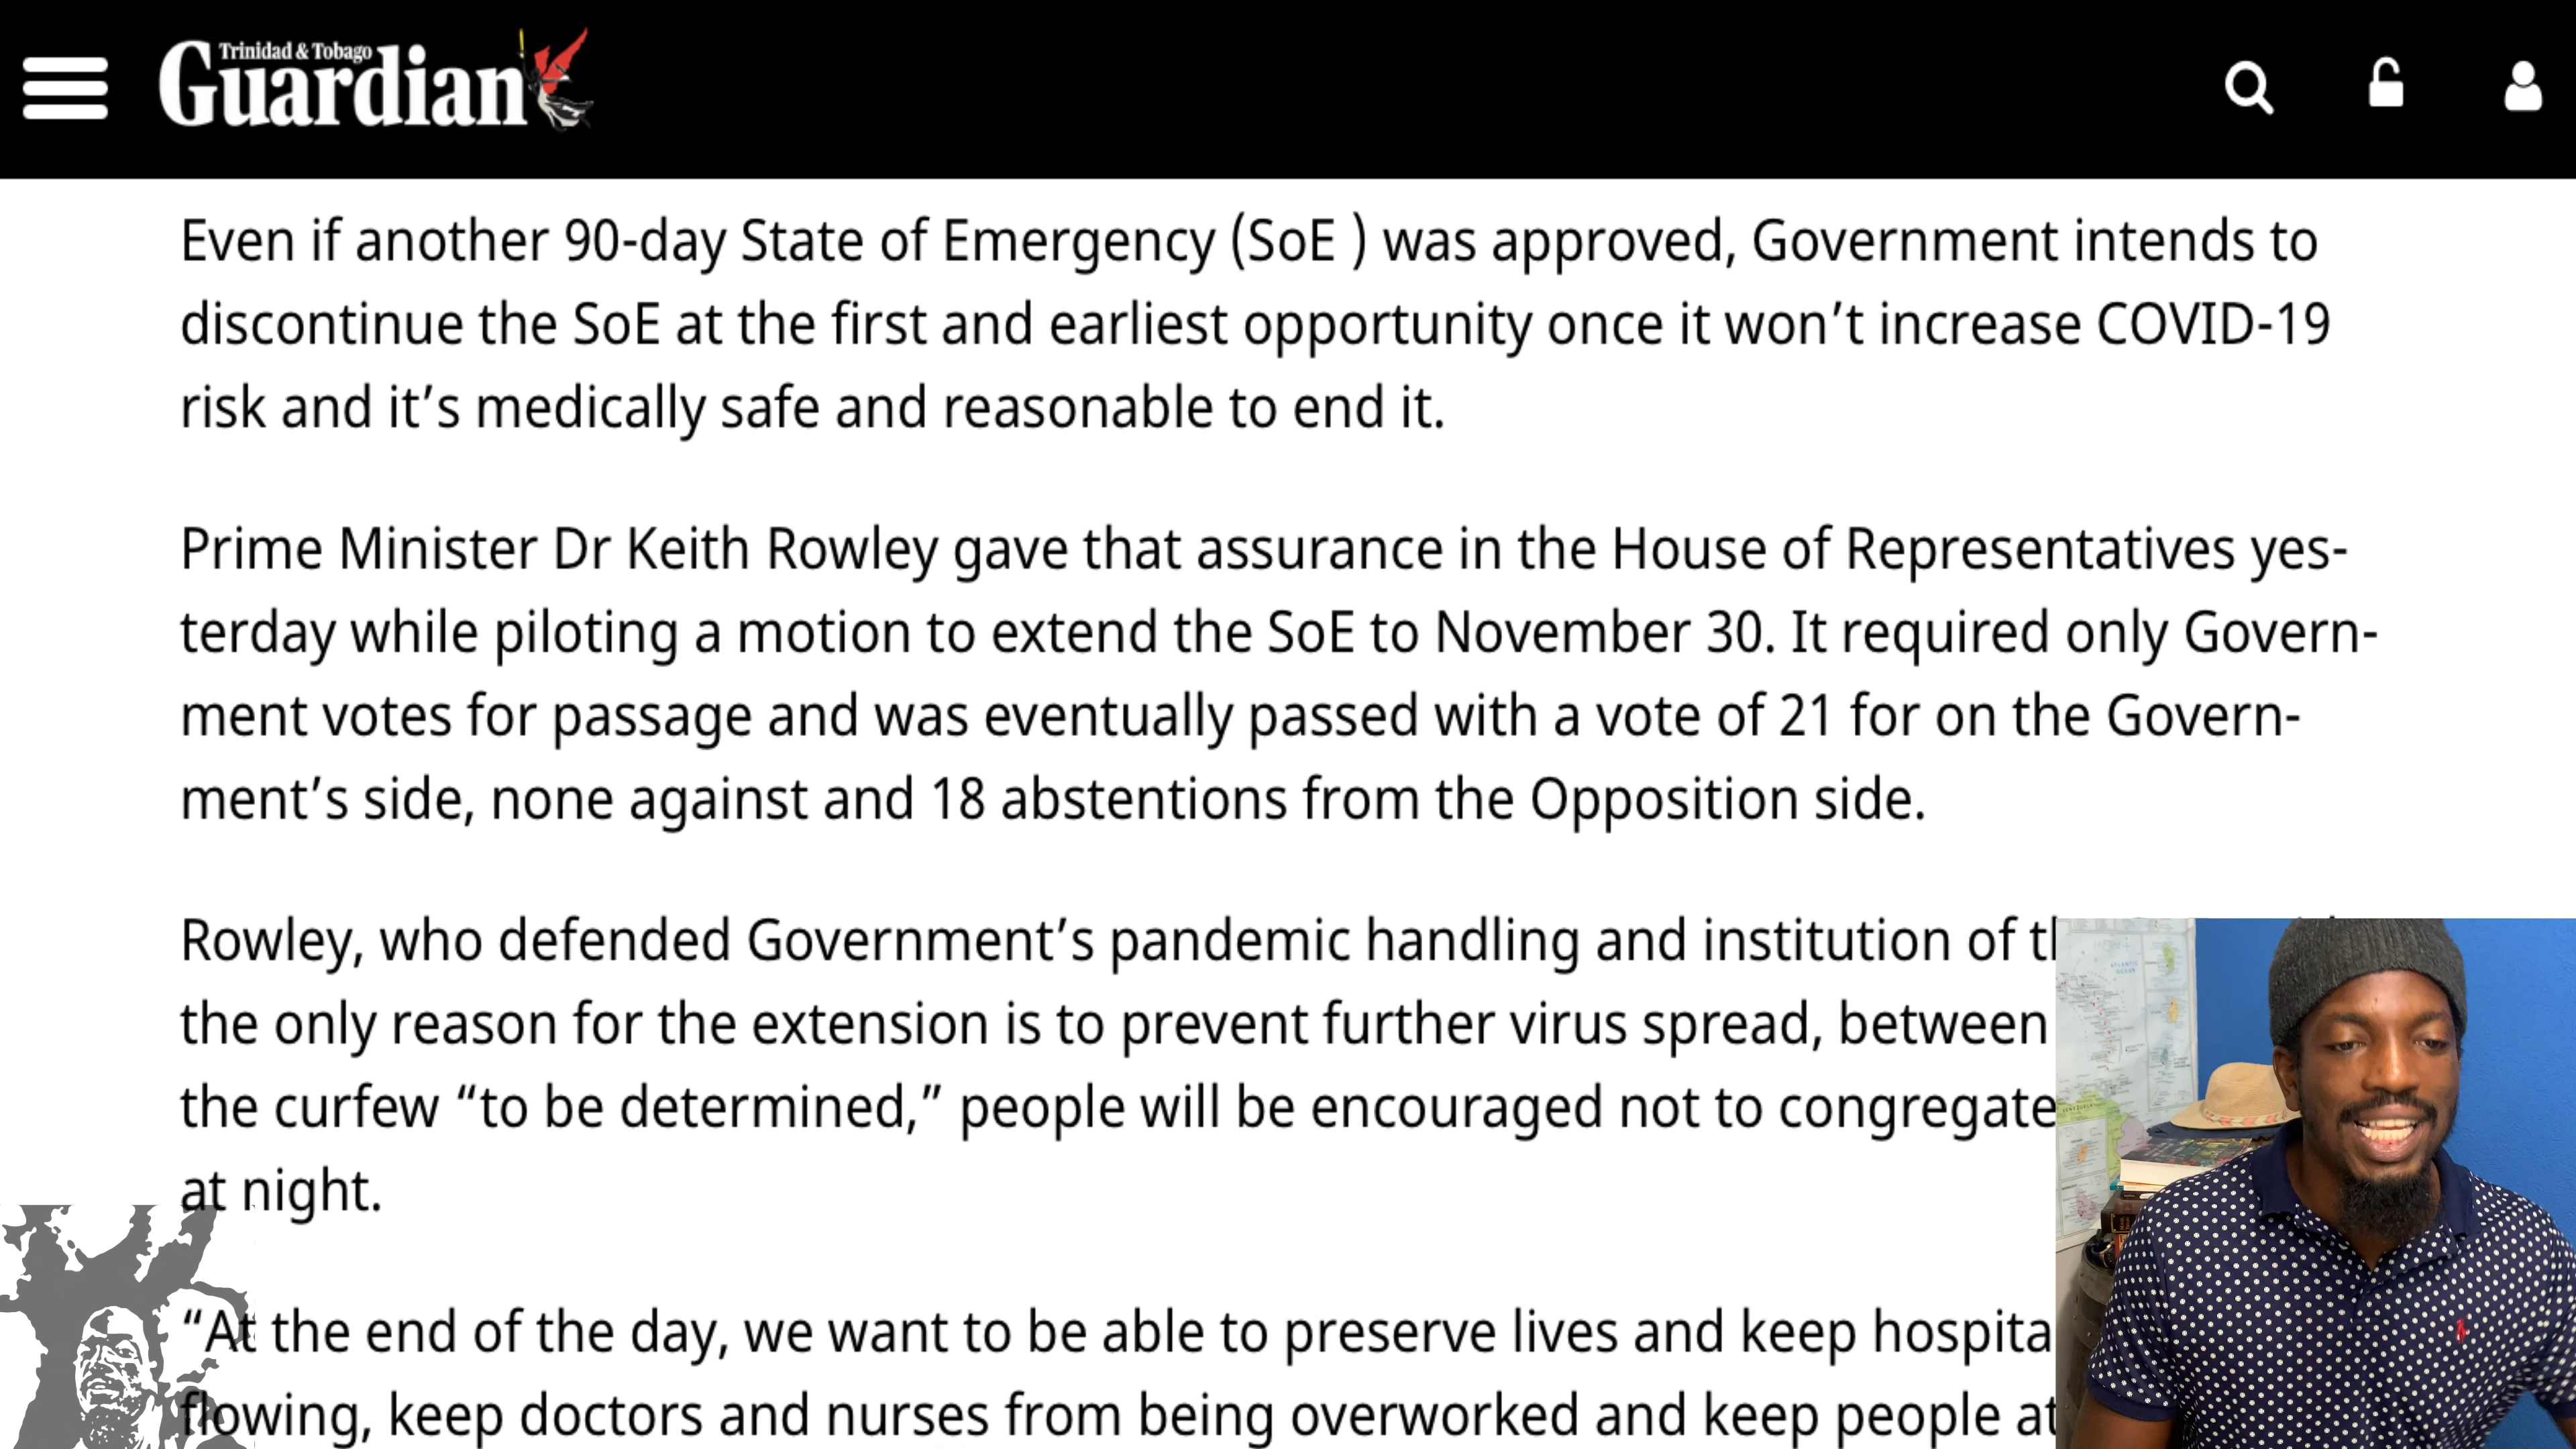 Trinidad & Tobago
Guardian
Even if another 90-day State of Emergency (SoE ) was approved, Government intends to
discontinue the SoE at the first and earliest opportunity once it won’t increase COVID-19
risk and it’s medically safe and reasonable to end it.
Prime Minister Dr Keith Rowley gave that assurance in the House of Representatives yes-
terday while piloting a motion to extend the SoE to November 30. It required only Govern-
ment votes for passage and was eventually passed with a vote of 21 for on the Govern-
ment’s side, none against and 18 abstentions from the Opposition side.
Rowley, who defended Government’s pandemic handling and institution of
the only reason for the extension is to prevent further virus spread, between
the curfew “to be determined,” people will be encouraged not to congregate
at night.
“At the end of the day, we want to be able to preserve lives and keep
flowing, keep doctors and nurses from being overworked and keep people at
ATLANTIC
OCEAN
VENEZUELA